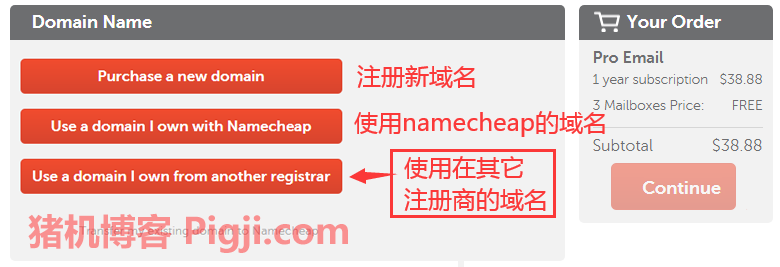 Domain Name
Purchase a new domain
注册新域名
Use a domain I own with Namecheap
使用namecheap的域名
Use a domain I own from another registrar
使用在其它
注册商的域名
Transfer my existing domain to Namecheap
猪机博客 Pigji.com
Your Order
Pro Email
1 year subscription $38.88
3 Mailboxes Price: FREE
Subtotal $38.88
Continue